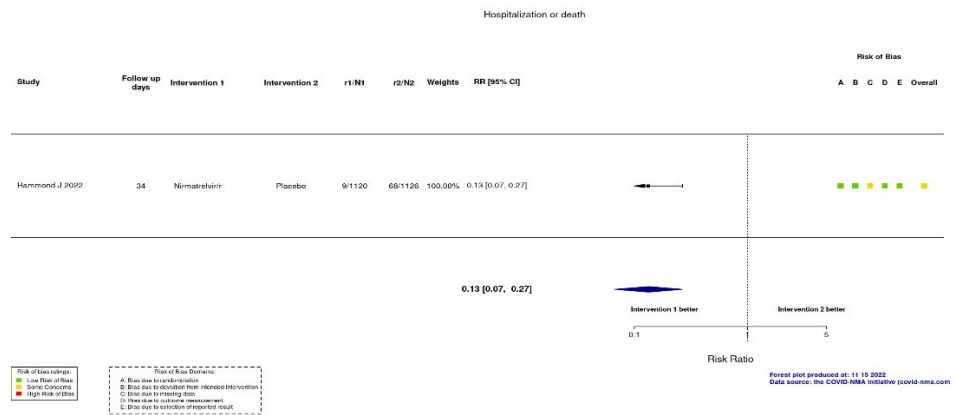 Hospitalization or death
Risk of Bias
Study Follow up days Intervention 1 Intervention 2 r1/N1 r2/N2 Weights RR [95% CI] A B C D E Overall
Hammond J 2022 34 Nirmatrelvir/r Placebo 9/1120 68/1126 100.00% 0.13 [0.07, 0.27]
0.13 [0.07, 0.27]
Intervention 1 better Intervention 2 better
0.1 1 5
Risk Ratio
Risk of bias ratings:
Low Risk of Bias
Some Concerns
High Risk of Bias
Risk of Bias Domains:
A: Bias due to randomization
B: Bias due to deviation from intended intervention
C: Bias due to missing data
D: Bias due to outcome measurement
E: Bias due to selection of reported result
Forest plot produced at: 11 15 2022
Data source: the COVID-NMA initiative (covid-nma.com